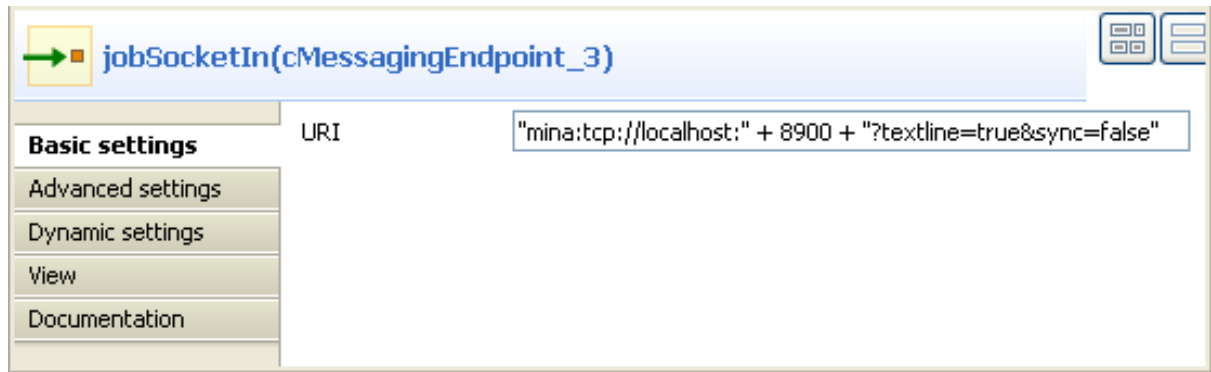 jobSocketIn(cMessagingEndpoint_3)
Basic settings
URI
"mina:tcp://localhost:" + 8900 + "?textline=true&sync=false"
Advanced settings
Dynamic settings
View
Documentation